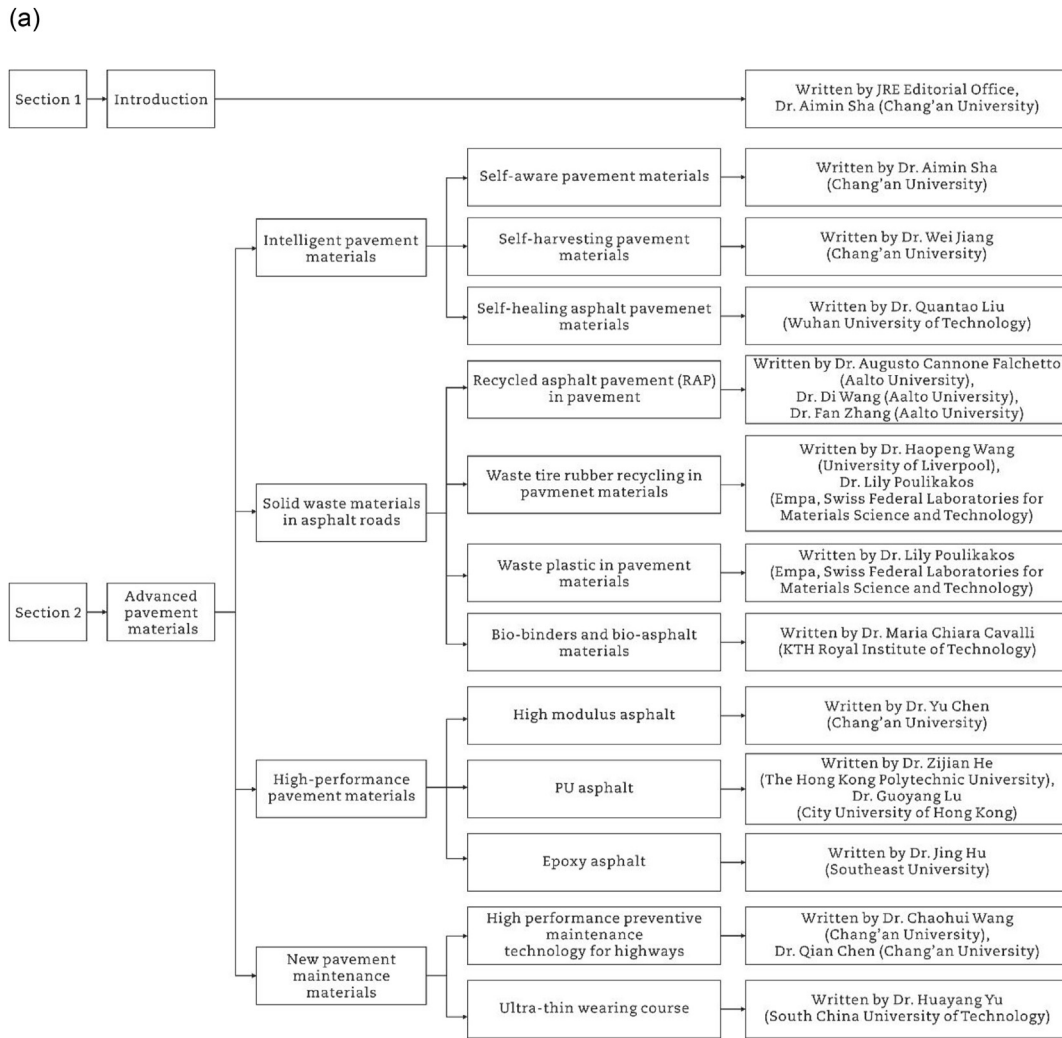 (a)
Section 1
Introduction
Written by JRE Editorial Office,
Dr. Aimin Sha (Chang'an University)
Self-aware pavement materials
Written by Dr. Aimin Sha
(Chang'an University)
Intelligent pavement
materials
Self-harvesting pavement
materials
Written by Dr. Wei Jiang
(Chang'an University)
Self-healing asphalt pavemenet
materials
Written by Dr. Quantao Liu
(Wuhan University of Technology)
Recycled asphalt pavement (RAP)
in pavement
Written by Dr. Augusto Cannone Falchetto
(Aalto University),
Dr. Di Wang (Aalto University),
Dr. Fan Zhang (Aalto University)
Solid waste materials
in asphalt roads
Waste tire rubber recycling in
pavmenet materials
Written by Dr. Haopeng Wang
(University of Liverpool),
Dr. Lily Poulikakos
(Empa, Swiss Federal Laboratories for
Materials Science and Technology)
Waste plastic in pavement
materials
Written by Dr. Lily Poulikakos
(Empa, Swiss Federal Laboratories for
Materials Science and Technology)
Section 2
Advanced
pavement
materials
Bio-binders and bio-asphalt
materials
Written by Dr. Maria Chiara Cavalli
(KTH Royal Institute of Technology)
High modulus asphalt
Written by Dr. Yu Chen
(Chang'an University)
High-performance
pavement materials
PU asphalt
Written by Dr. Zijian He
(The Hong Kong Polytechnic University),
Dr. Guoyang Lu
(City University of Hong Kong)
Epoxy asphalt
Written by Dr. Jing Hu
(Southeast University)
New pavement
maintenance
materials
High performance preventive
maintenance
technology for highways
Written by Dr. Chaohui Wang
(Chang'an University),
Dr. Qian Chen (Chang'an University)
Ultra-thin wearing course
Written by Dr. Huayang Yu
(South China University of Technology)